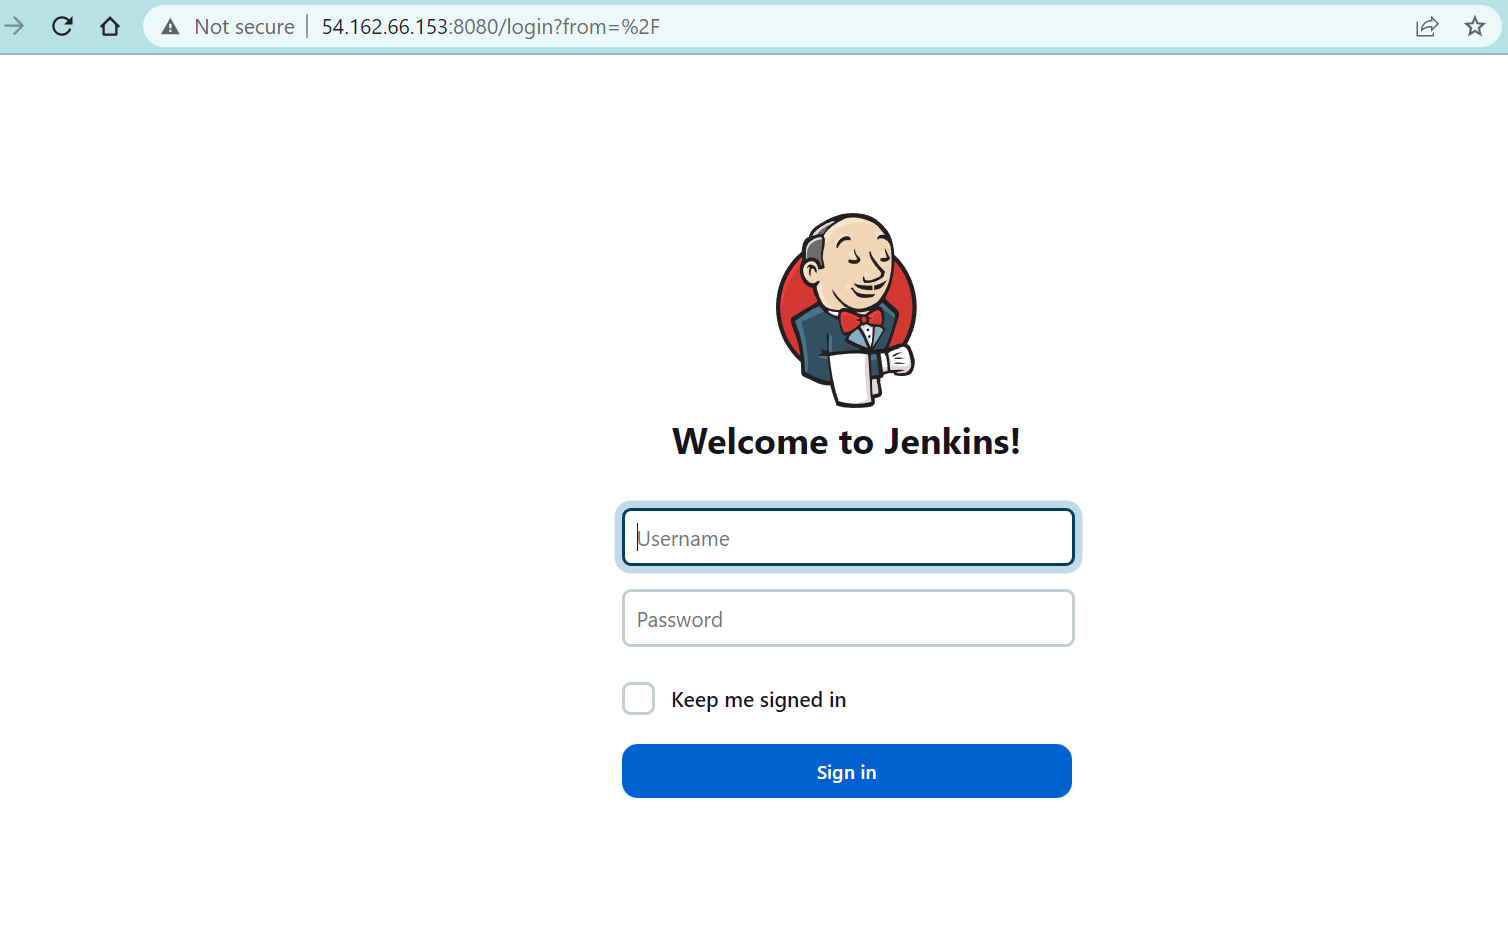 Not secure | 54.162.66.153:8080/login?from=%2F
Welcome to Jenkins!
Username
Password
Keep me signed in
Sign in